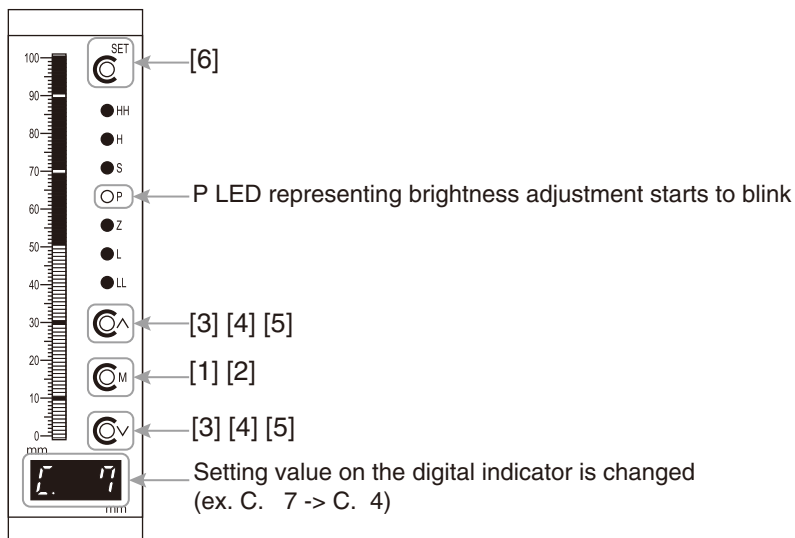 SET
[6]
100
90
HH
80
H
70
S
P
P LED representing brightness adjustment starts to blink
60
Z
50
L
40
LL
30
[3] [4] [5]
20
M
[1] [2]
10
[3] [4] [5]
0
mm
C. 7
Setting value on the digital indicator is changed
(ex. C. 7 -> C. 4)
mm